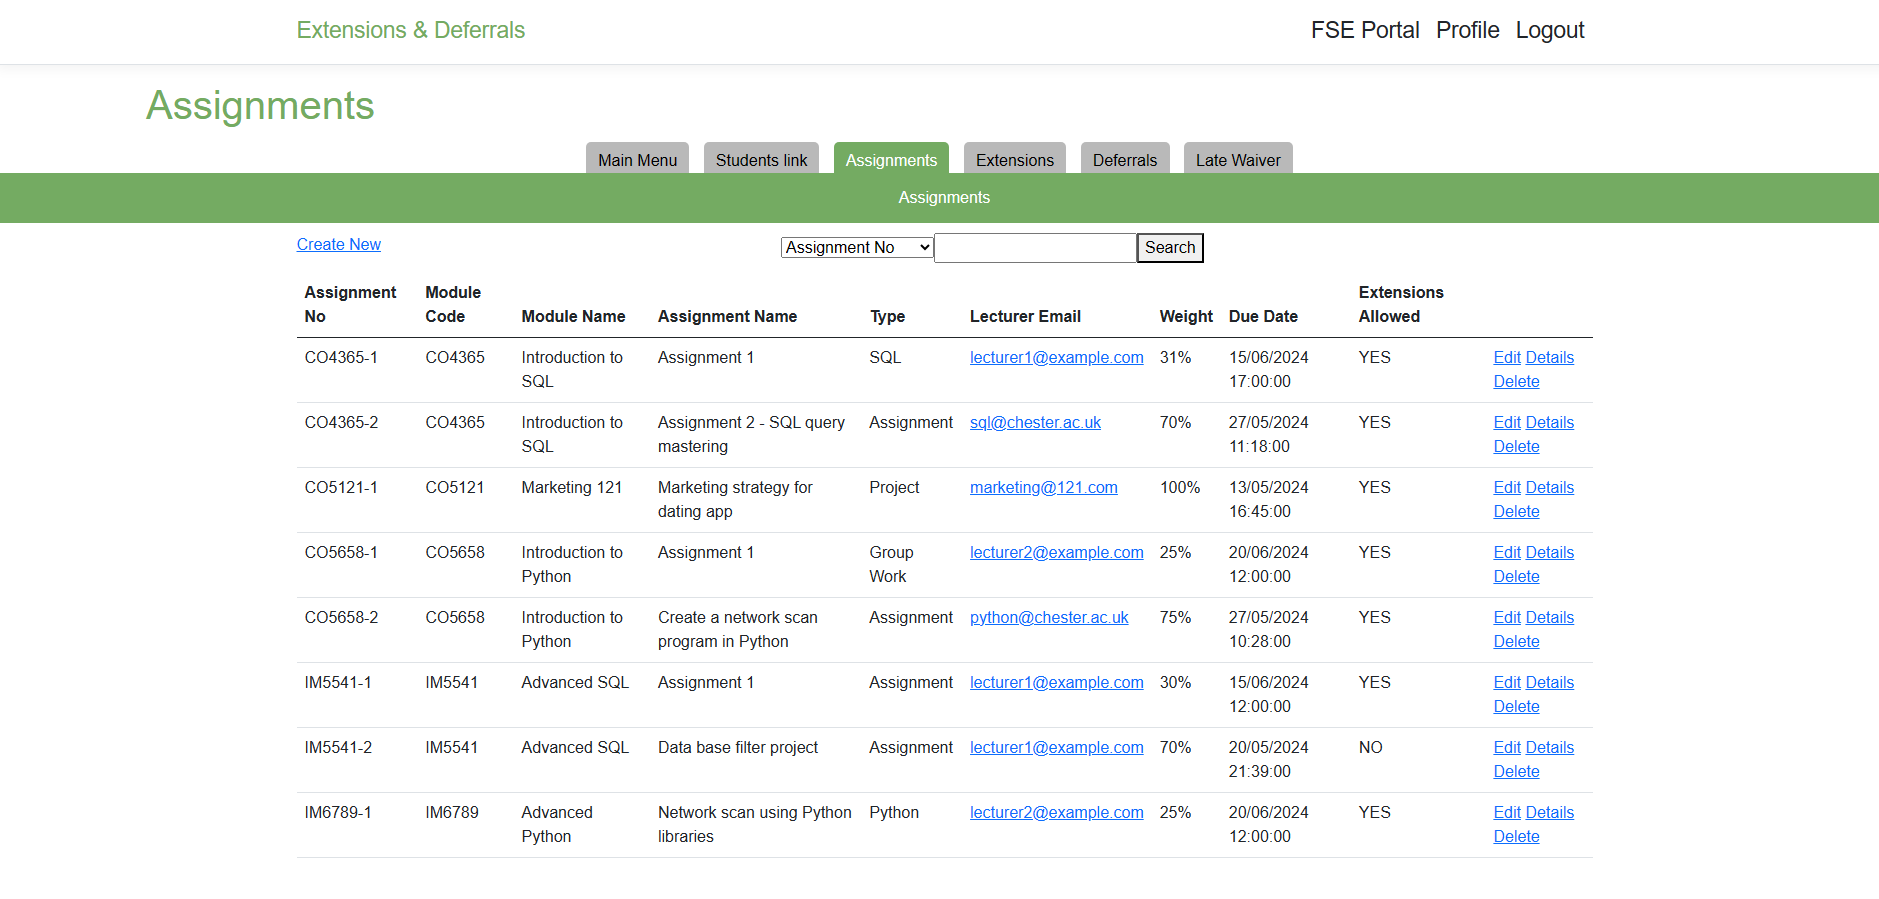 Extensions & Deferrals
FSE Portal Profile Logout
Assignments
Main Menu Students link Assignments Extensions Deferrals Late Waiver
Assignments
Create New
Assignment No Search
Assignment No Module Code Module Name Assignment Name Type Lecturer Email Weight Due Date Extensions Allowed
CO4365-1 CO4365 Introduction to SQL Assignment 1 SQL lecturer1@example.com 31% 15/06/2024 17:00:00 YES Edit Details Delete
CO4365-2 CO4365 Introduction to SQL Assignment 2 - SQL query mastering Assignment sql@chester.ac.uk 70% 27/05/2024 11:18:00 YES Edit Details Delete
CO5121-1 CO5121 Marketing 121 Marketing strategy for dating app Project marketing@121.com 100% 13/05/2024 16:45:00 YES Edit Details Delete
CO5658-1 CO5658 Introduction to Python Assignment 1 Group Work lecturer2@example.com 25% 20/06/2024 12:00:00 YES Edit Details Delete
CO5658-2 CO5658 Introduction to Python Create a network scan program in Python Assignment python@chester.ac.uk 75% 27/05/2024 10:28:00 YES Edit Details Delete
IM5541-1 IM5541 Advanced SQL Assignment 1 Assignment lecturer1@example.com 30% 15/06/2024 12:00:00 YES Edit Details Delete
IM5541-2 IM5541 Advanced SQL Data base filter project Assignment lecturer1@example.com 70% 20/05/2024 21:39:00 NO Edit Details Delete
IM6789-1 IM6789 Advanced Python Network scan using Python libraries Python lecturer2@example.com 25% 20/06/2024 12:00:00 YES Edit Details Delete